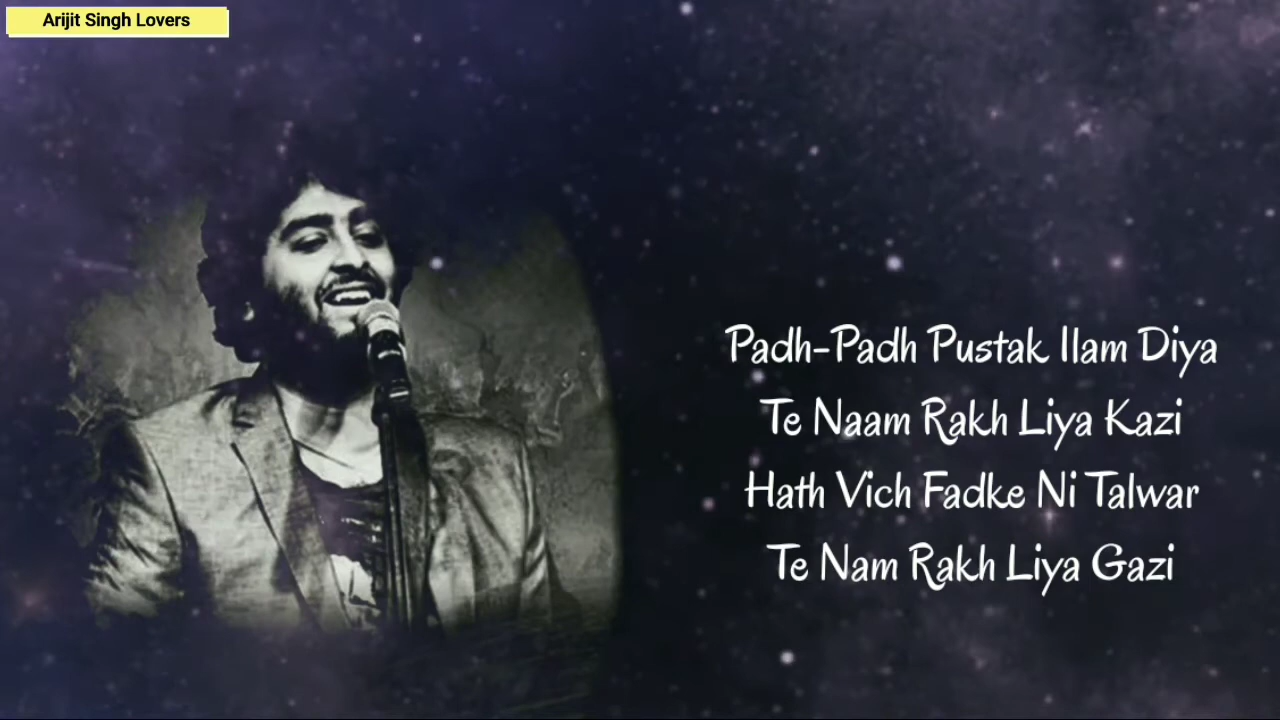 Arijit Singh Lovers
Padh-Padh Pustak Ilam Diya
Te Naam Rakh Liya Kazi
Hath Vich Fadke Ni Talwar
Te Nam Rakh Liya Gazi